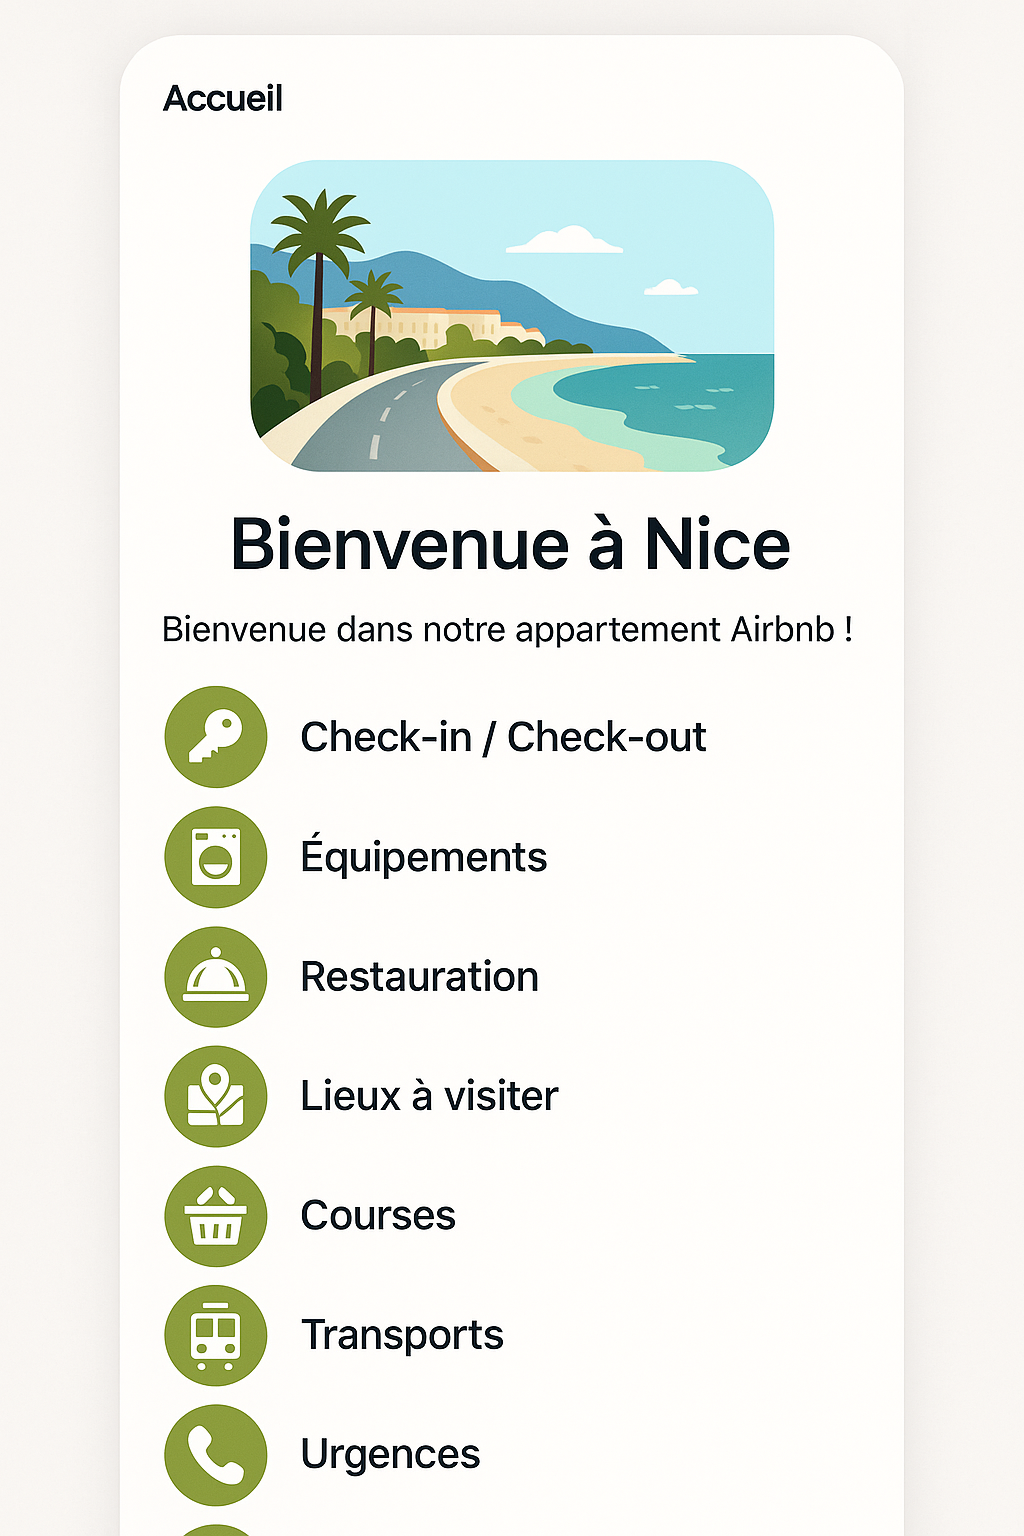 Accueil
Bienvenue à Nice
Bienvenue dans notre appartement Airbnb !
Check-in / Check-out
Équipements
Restauration
Lieux à visiter
Courses
Transports
Urgences